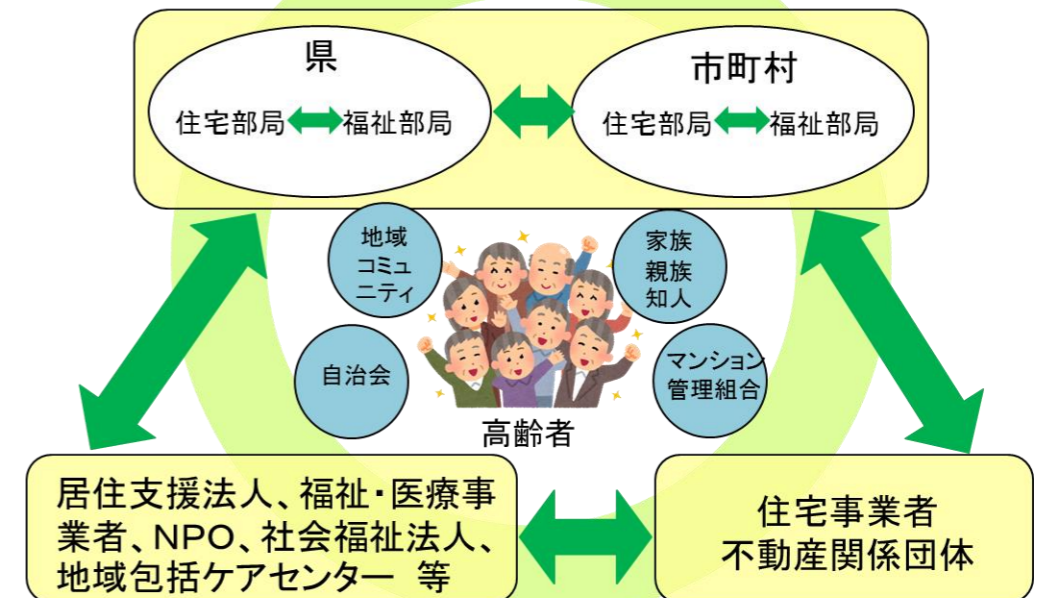 県
住宅部局
福祉部局
市町村
住宅部局
福祉部局
地域
コミュ
ニティ
家族
親族
知人
自治会
マンション
管理組合
高齢者
居住支援法人、福祉・医療事
業者、NPO、社会福祉法人、
地域包括ケアセンター 等
住宅事業者
不動産関係団体